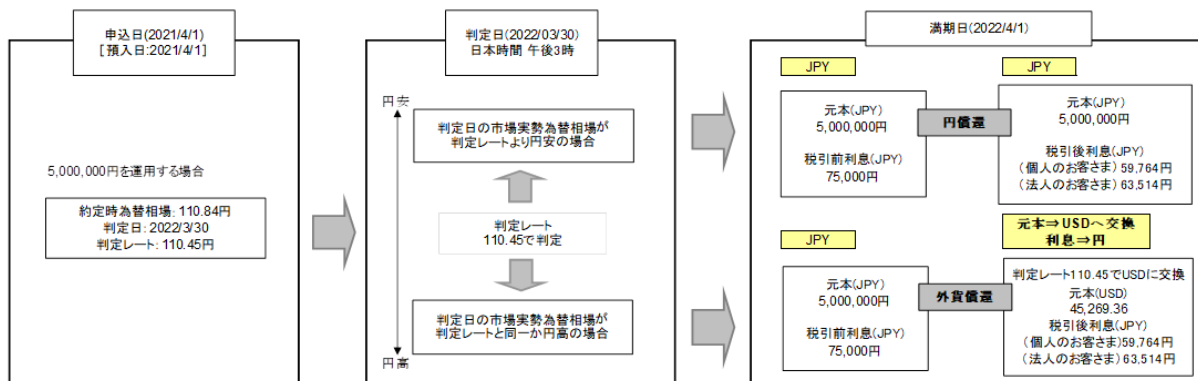 申込日(2021/4/1)
[預入日:2021/4/1]
5,000,000円を運用する場合
約定時為替相場: 110.84円
判定日: 2022/3/30
判定レート: 110.45円
判定日(2022/03/30)
日本時間 午後3時
円安
判定日の市場実勢為替相場が
判定レートより円安の場合
判定レート
110.45で判定
判定日の市場実勢為替相場が
判定レートと同一か円高の場合
円高
満期日(2022/4/1)
JPY
元本(JPY)
5,000,000円
税引前利息(JPY)
75,000円
円償還
JPY
元本(JPY)
5,000,000円
税引後利息(JPY)
(個人のお客さま) 59,764円
(法人のお客さま) 63,514円
JPY
元本(JPY)
5,000,000円
税引前利息(JPY)
75,000円
外貨償還
元本⇒USDへ交換
利息⇒円
判定レート110.45でUSDに交換
元本(USD)
45,269.36
税引後利息(JPY)
(個人のお客さま)59,764円
(法人のお客さま) 63,514円